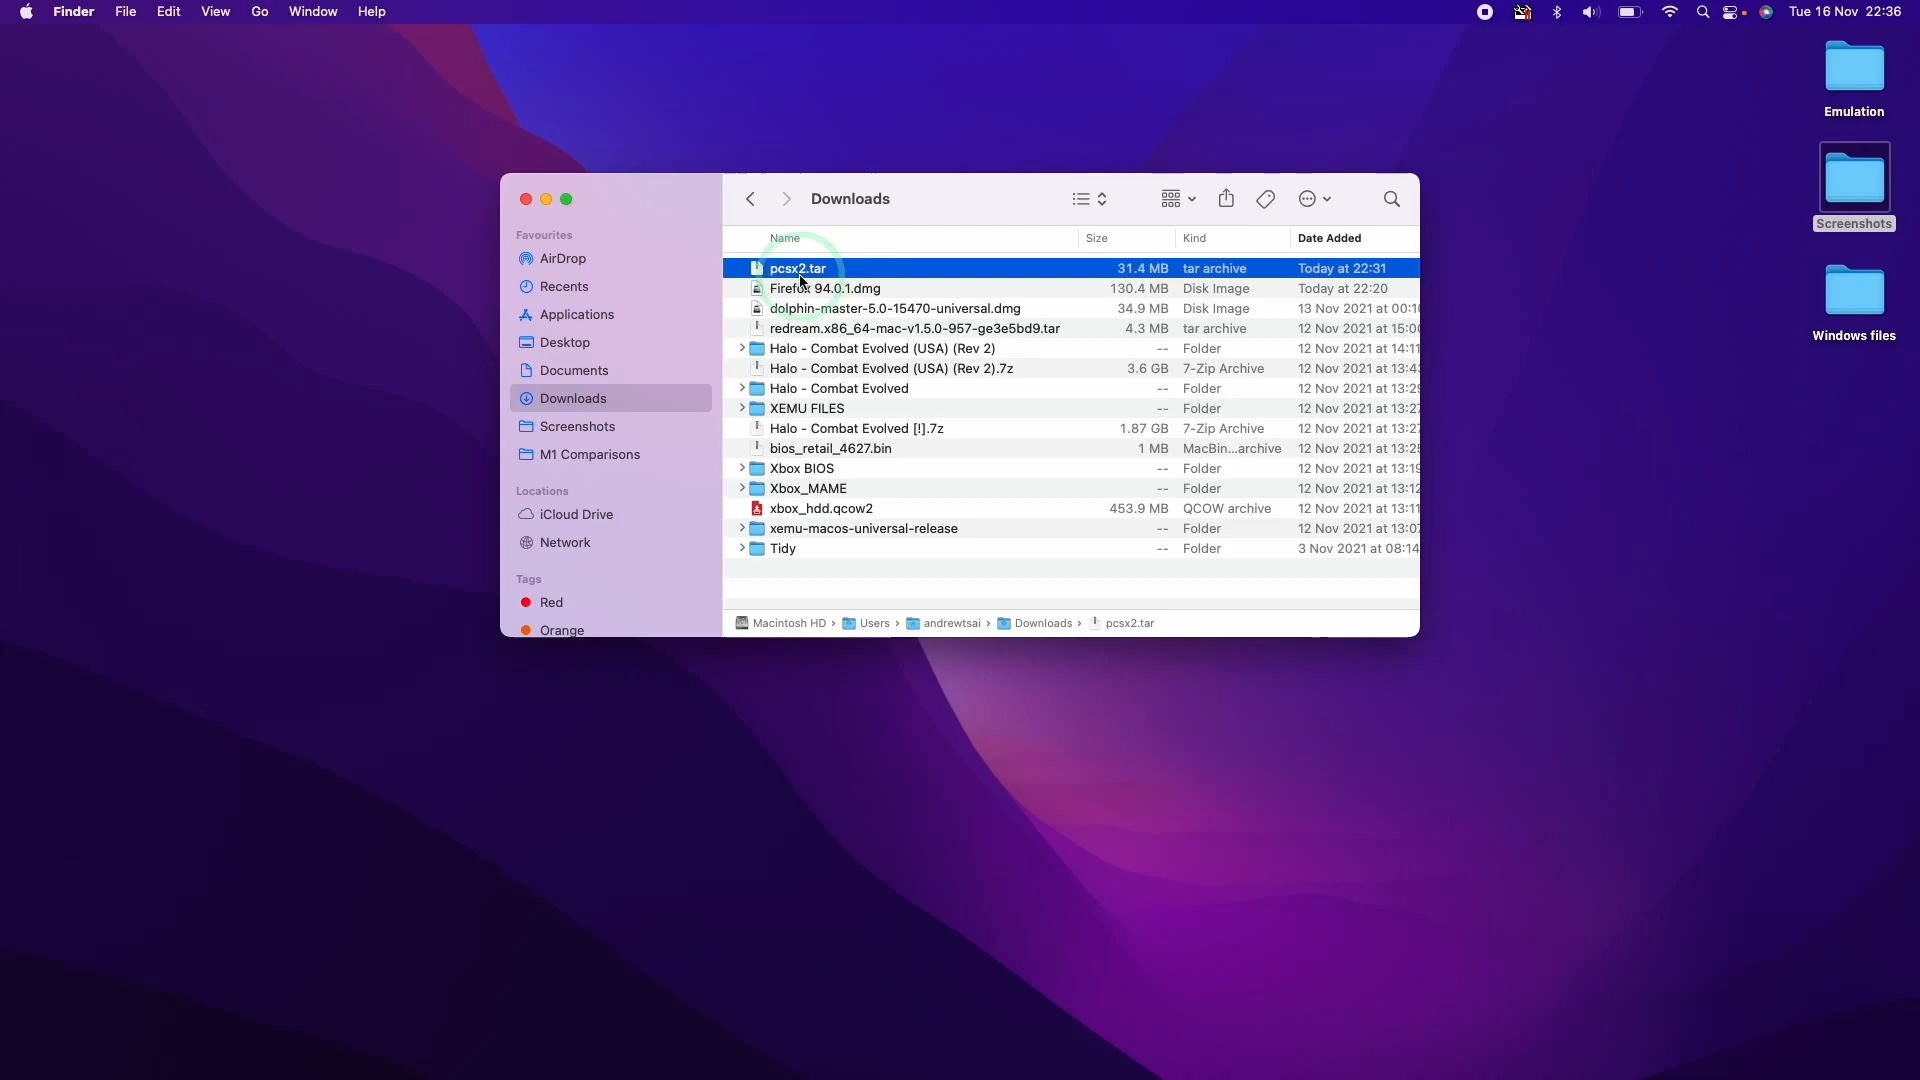 Finder File Edit View Go Window Help Tue 16 Nov 22:36
Emulation
Screenshots
Windows files
Downloads
Favourites
AirDrop
Recents
Applications
Desktop
Documents
Downloads
Screenshots
M1 Comparisons
Locations
iCloud Drive
Network
Tags
Red
Orange
Name Size Kind Date Added
pcsx2.tar 31.4 MB tar archive Today at 22:31
Firefox 94.0.1.dmg 130.4 MB Disk Image Today at 22:20
dolphin-master-5.0-15470-universal.dmg 34.9 MB Disk Image 13 Nov 2021 at 00:10
redream.x86_64-mac-v1.5.0-957-ge3e5bd9.tar 4.3 MB tar archive 12 Nov 2021 at 15:00
Halo - Combat Evolved (USA) (Rev 2) -- Folder 12 Nov 2021 at 14:11
Halo - Combat Evolved (USA) (Rev 2).7z 3.6 GB 7-Zip Archive 12 Nov 2021 at 13:43
Halo - Combat Evolved -- Folder 12 Nov 2021 at 13:29
XEMU FILES -- Folder 12 Nov 2021 at 13:27
Halo - Combat Evolved [!].7z 1.87 GB 7-Zip Archive 12 Nov 2021 at 13:27
bios_retail_4627.bin 1 MB MacBin...archive 12 Nov 2021 at 13:25
Xbox BIOS -- Folder 12 Nov 2021 at 13:19
Xbox_MAME -- Folder 12 Nov 2021 at 13:12
xbox_hdd.qcow2 453.9 MB QCOW archive 12 Nov 2021 at 13:11
xemu-macos-universal-release -- Folder 12 Nov 2021 at 13:07
Tidy -- Folder 3 Nov 2021 at 08:14
Macintosh HD › Users › andrewtsai › Downloads › pcsx2.tar